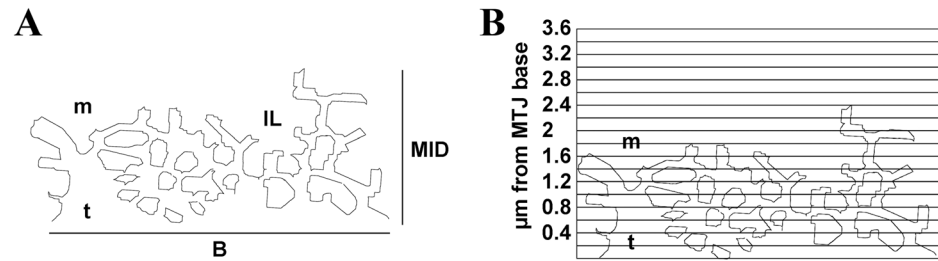 A
m
IL
MID
t
B
B
µm from MTJ base
3.6
3.2
2.8
2.4
2
1.6
1.2
0.8
0.4
m
t